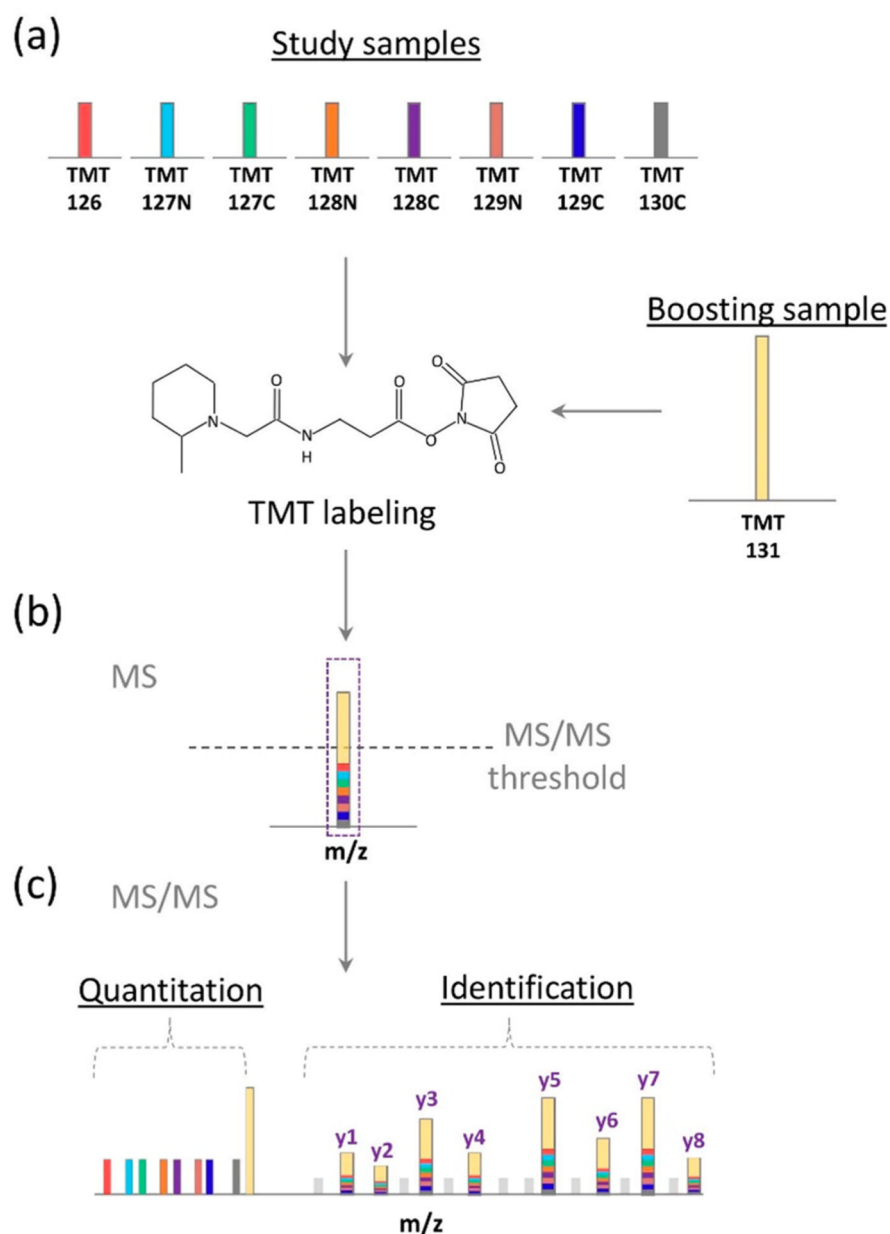 (a)
Study samples
TMT 126
TMT 127N
TMT 127C
TMT 128N
TMT 128C
TMT 129N
TMT 129C
TMT 130C
Boosting sample
TMT 131
N
O
N
H
O
O
N
O
O
TMT labeling
(b)
MS
MS/MS
threshold
m/z
(c)
MS/MS
Quantitation
Identification
y1
y2
y3
y4
y5
y6
y7
y8
m/z